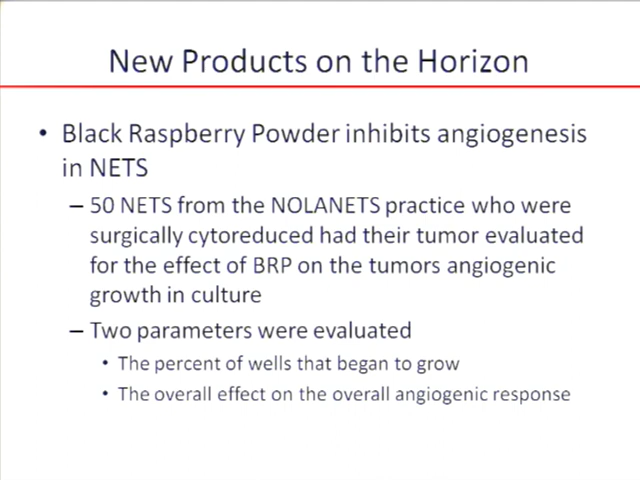 New Products on the Horizon
• Black Raspberry Powder inhibits angiogenesis
in NETS
– 50 NETS from the NOLANETS practice who were
surgically cytoreduced had their tumor evaluated
for the effect of BRP on the tumors angiogenic
growth in culture
– Two parameters were evaluated
• The percent of wells that began to grow
• The overall effect on the overall angiogenic response